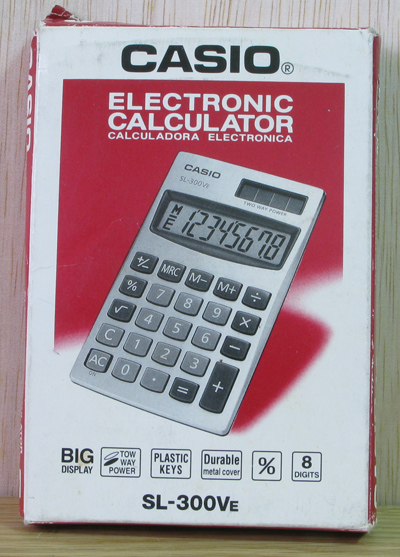 CASIO
CASIO®
ELECTRONIC
CALCULATOR
CALCULADORA ELECTRONICA
CASIO
SL-300VE
TWO WAY POWER
M
E
12345678
+/− MRC M− M+ ÷
% 7 8 9 ×
√ 4 5 6 −
C 1 2 3 +
AC 0 · =
ON
BIG
DISPLAY
TOW
WAY
POWER
PLASTIC
KEYS
Durable
metal cover
%
8
DIGITS
SL-300VE